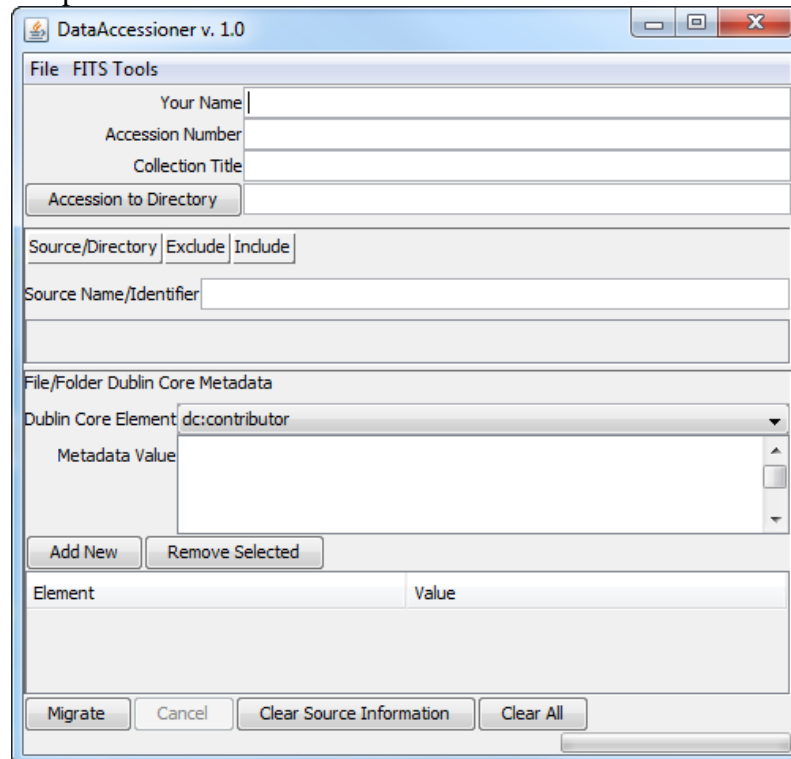 DataAccessioner v. 1.0
File FITS Tools
Your Name
Accession Number
Collection Title
Accession to Directory
Source/Directory Exclude Include
Source Name/Identifier
File/Folder Dublin Core Metadata
Dublin Core Element dc:contributor
Metadata Value
Add New Remove Selected
Element Value
Migrate Cancel Clear Source Information Clear All